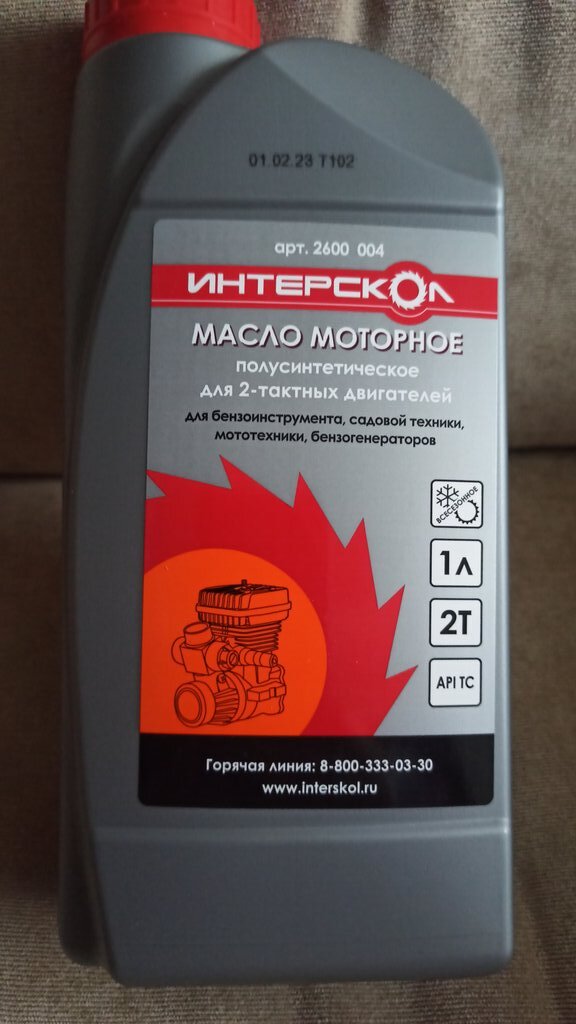 01.02.23 T102
арт. 2600 004
ИНТЕРСКОЛ
МАСЛО МОТОРНОЕ
полусинтетическое
для 2-тактных двигателей
для бензоинструмента, садовой техники,
мототехники, бензогенераторов
ВСЕСЕЗОННОЕ
1л
2T
API TC
Горячая линия: 8-800-333-03-30
www.interskol.ru